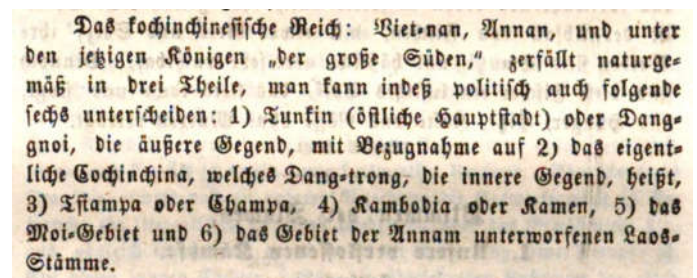 Das kochinchinesische Reich: Viet-nan, Annan, und unter
den jetzigen Königen „der große Süden,“ zerfällt naturge-
mäß in drei Theile, man kann indeß politisch auch folgende
sechs unterscheiden: 1) Tunkin (östliche Hauptstadt) oder Dang-
gnoi, die äußere Gegend, mit Bezugnahme auf 2) das eigent-
liche Cochinchina, welches Dang-trong, die innere Gegend, heißt,
3) Tsiampa oder Champa, 4) Kambodia oder Kamen, 5) das
Moi-Gebiet und 6) das Gebiet der Annam unterworfenen Laos-
Stämme.